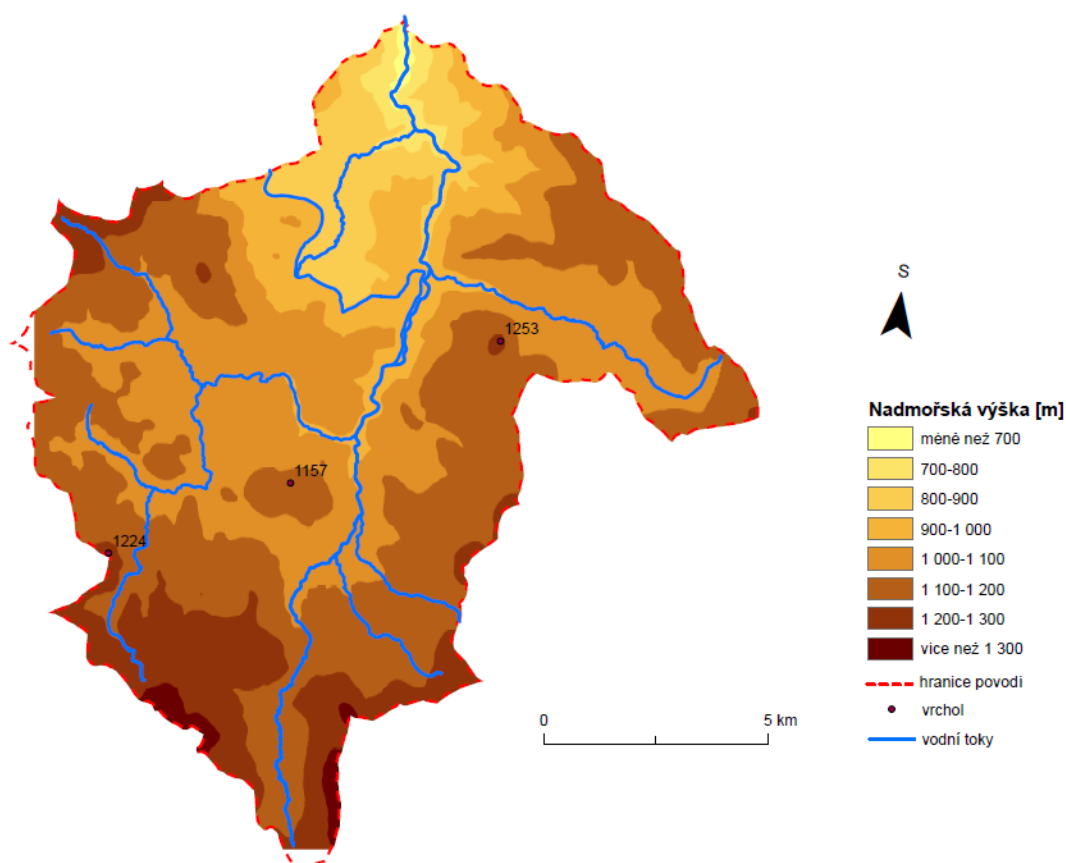 1253
1157
1224
S
Nadmořská výška [m]
méně než 700
700-800
800-900
900-1 000
1 000-1 100
1 100-1 200
1 200-1 300
více než 1 300
hranice povodí
vrchol
vodní toky
0 5 km